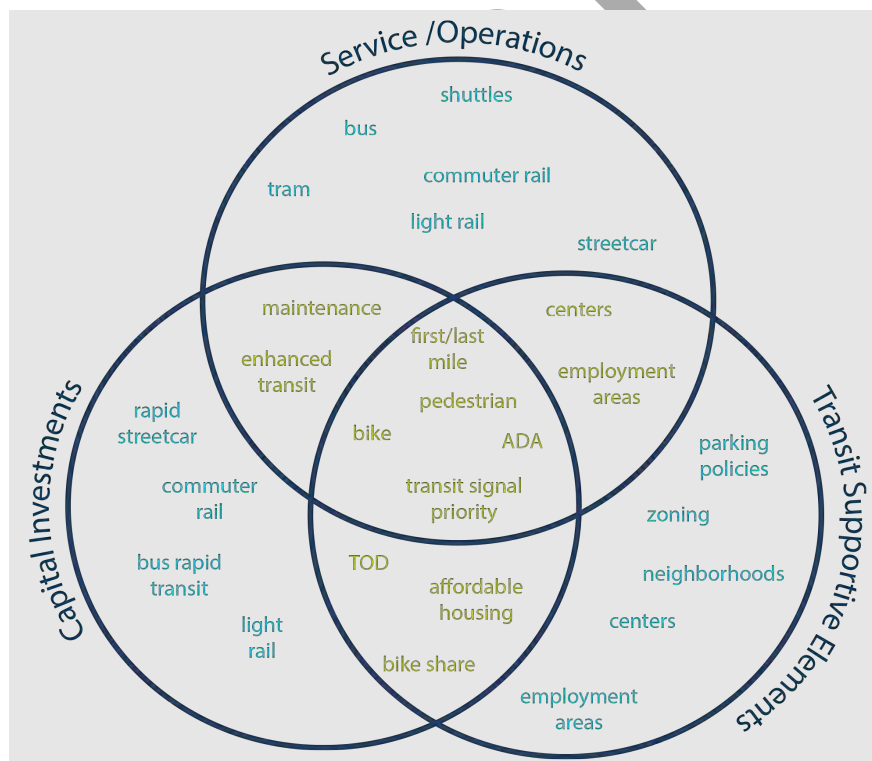 Service /Operations
shuttles
bus
commuter rail
tram
light rail
streetcar
maintenance
centers
first/last
mile
enhanced
transit
employment
areas
pedestrian
bike
ADA
transit signal
priority
Capital Investments
rapid
streetcar
commuter
rail
bus rapid
transit
light
rail
Transit Supportive Elements
parking
policies
zoning
neighborhoods
centers
employment
areas
TOD
affordable
housing
bike share